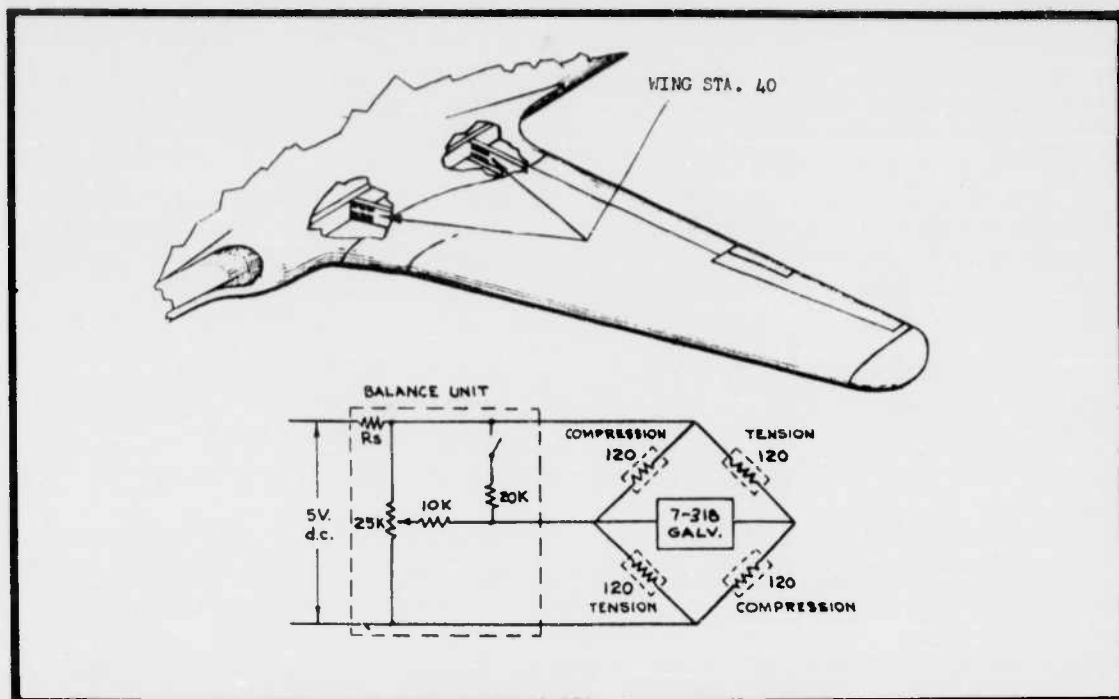 WING STA. 40
BALANCE UNIT
Rs
COMPRESSION
120
TENSION
120
5V.
d.c.
25K
10K
20K
7-318
GALV.
120
TENSION
120
COMPRESSION